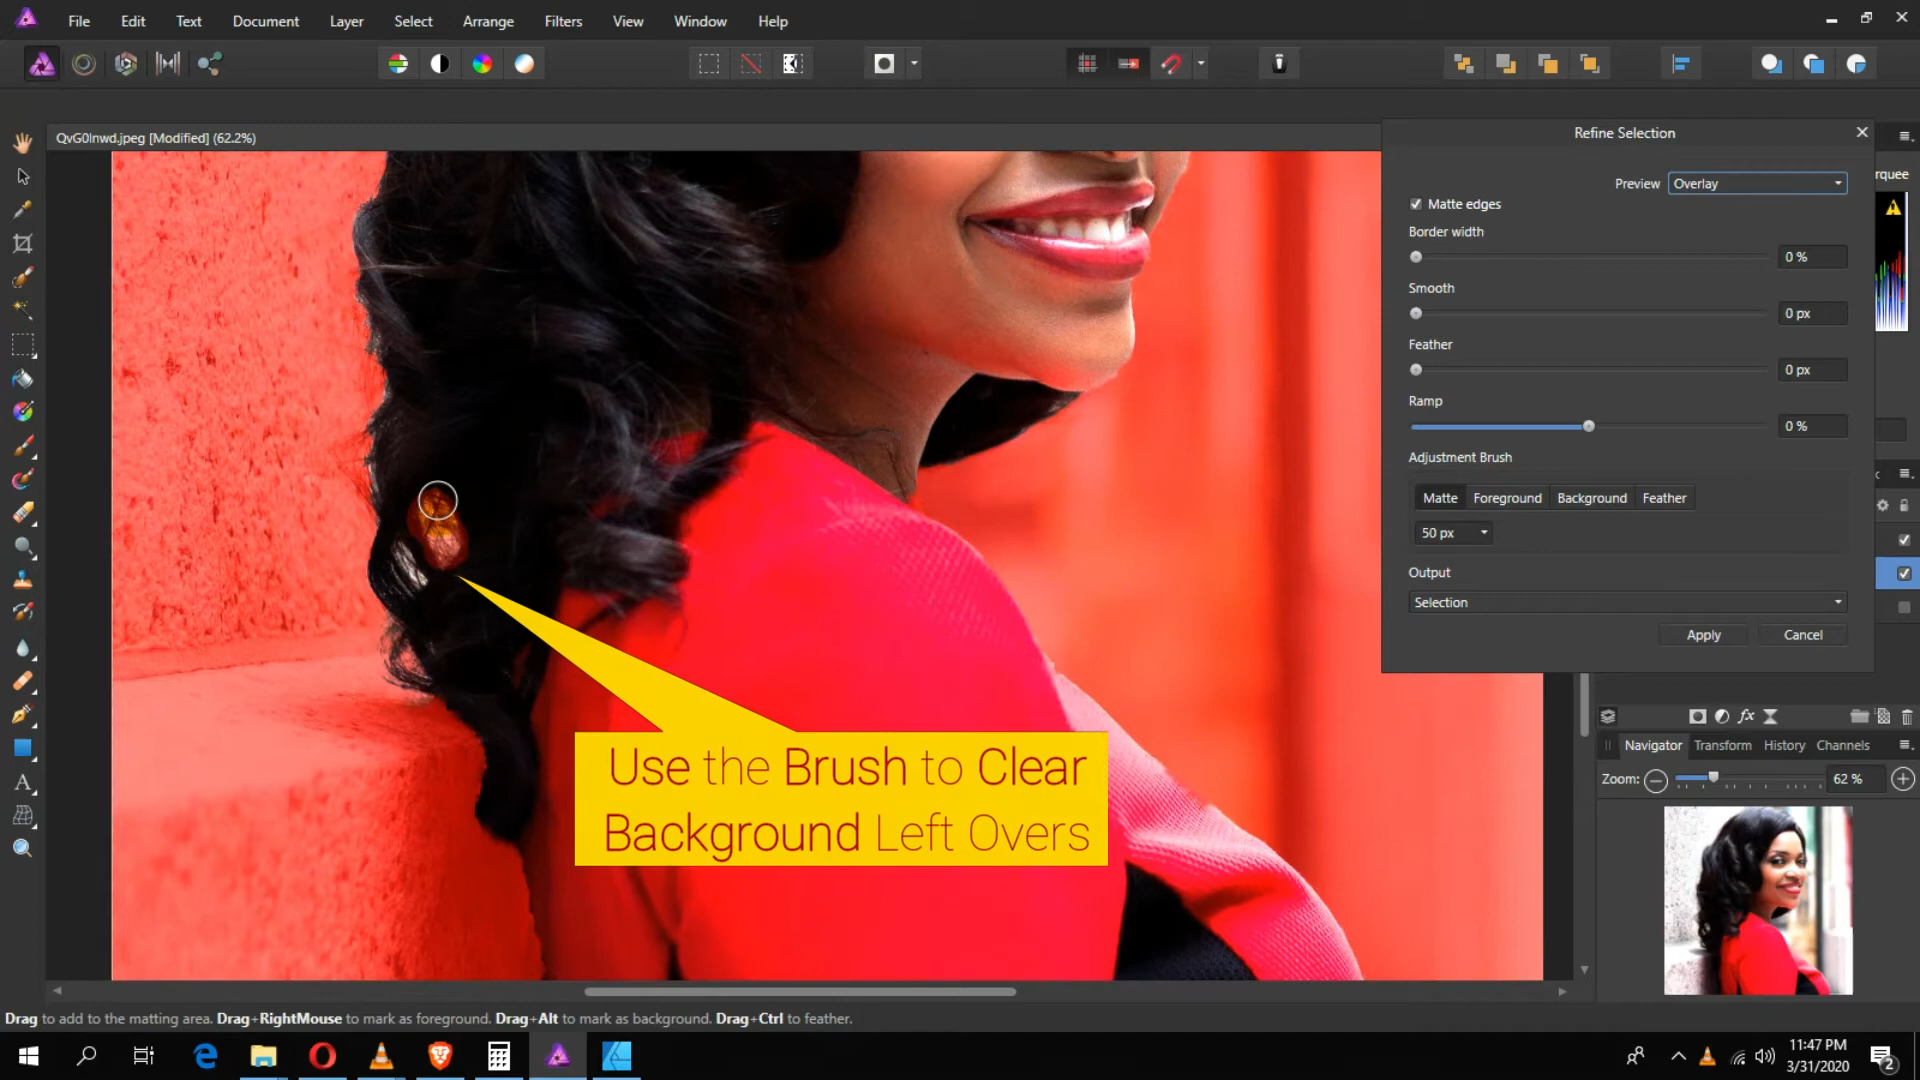 File Edit Text Document Layer Select Arrange Filters View Window Help
QvG0lnwd.jpeg [Modified] (62.2%)
Refine Selection
rquee
Preview Overlay
Matte edges
Border width
0 %
Smooth
0 px
Feather
0 px
Ramp
0 %
Adjustment Brush
Matte Foreground Background Feather
50 px
Output
Selection
Apply Cancel
Use the Brush to Clear
Background Left Overs
fx
Navigator Transform History Channels
Zoom: 62 %
Drag to add to the matting area. Drag+RightMouse to mark as foreground. Drag+Alt to mark as background. Drag+Ctrl to feather.
11:47 PM
3/31/2020
2